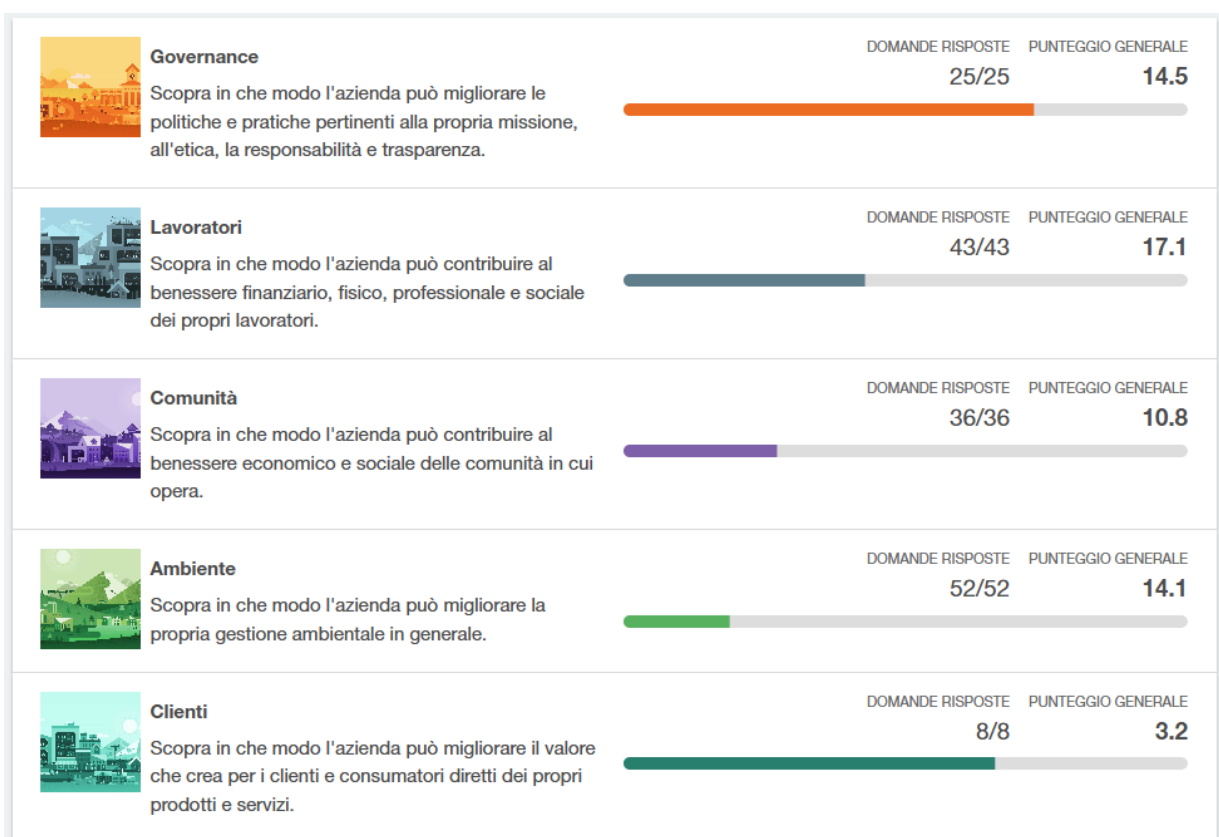 Governance
DOMANDE RISPOSTE PUNTEGGIO GENERALE
25/25 14.5
Scopra in che modo l'azienda può migliorare le
politiche e pratiche pertinenti alla propria missione,
all'etica, la responsabilità e trasparenza.
Lavoratori
DOMANDE RISPOSTE PUNTEGGIO GENERALE
43/43 17.1
Scopra in che modo l'azienda può contribuire al
benessere finanziario, fisico, professionale e sociale
dei propri lavoratori.
Comunità
DOMANDE RISPOSTE PUNTEGGIO GENERALE
36/36 10.8
Scopra in che modo l'azienda può contribuire al
benessere economico e sociale delle comunità in cui
opera.
Ambiente
DOMANDE RISPOSTE PUNTEGGIO GENERALE
52/52 14.1
Scopra in che modo l'azienda può migliorare la
propria gestione ambientale in generale.
Clienti
DOMANDE RISPOSTE PUNTEGGIO GENERALE
8/8 3.2
Scopra in che modo l'azienda può migliorare il valore
che crea per i clienti e consumatori diretti dei propri
prodotti e servizi.